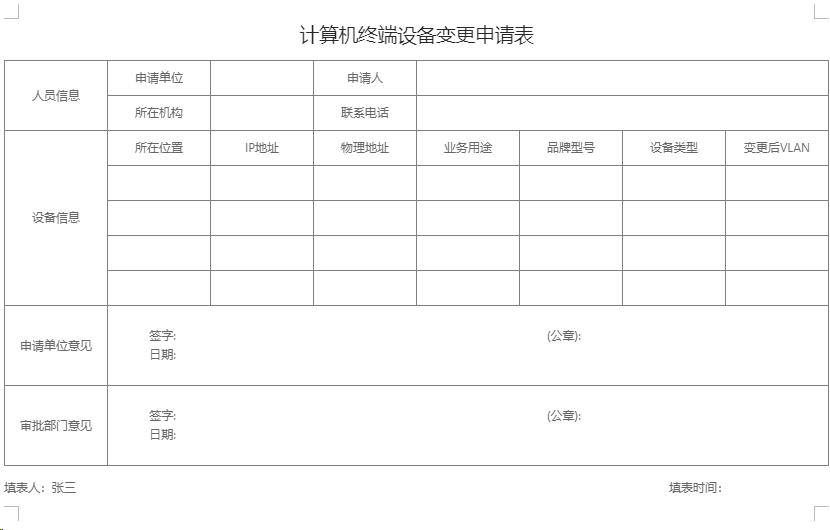 计算机终端设备变更申请表
人员信息
申请单位
申请人
所在机构
联系电话
设备信息
所在位置
IP地址
物理地址
业务用途
品牌型号
设备类型
变更后VLAN
申请单位意见
签字:
(公章):
日期:
审批部门意见
签字:
(公章):
日期:
填表人：张三
填表时间：